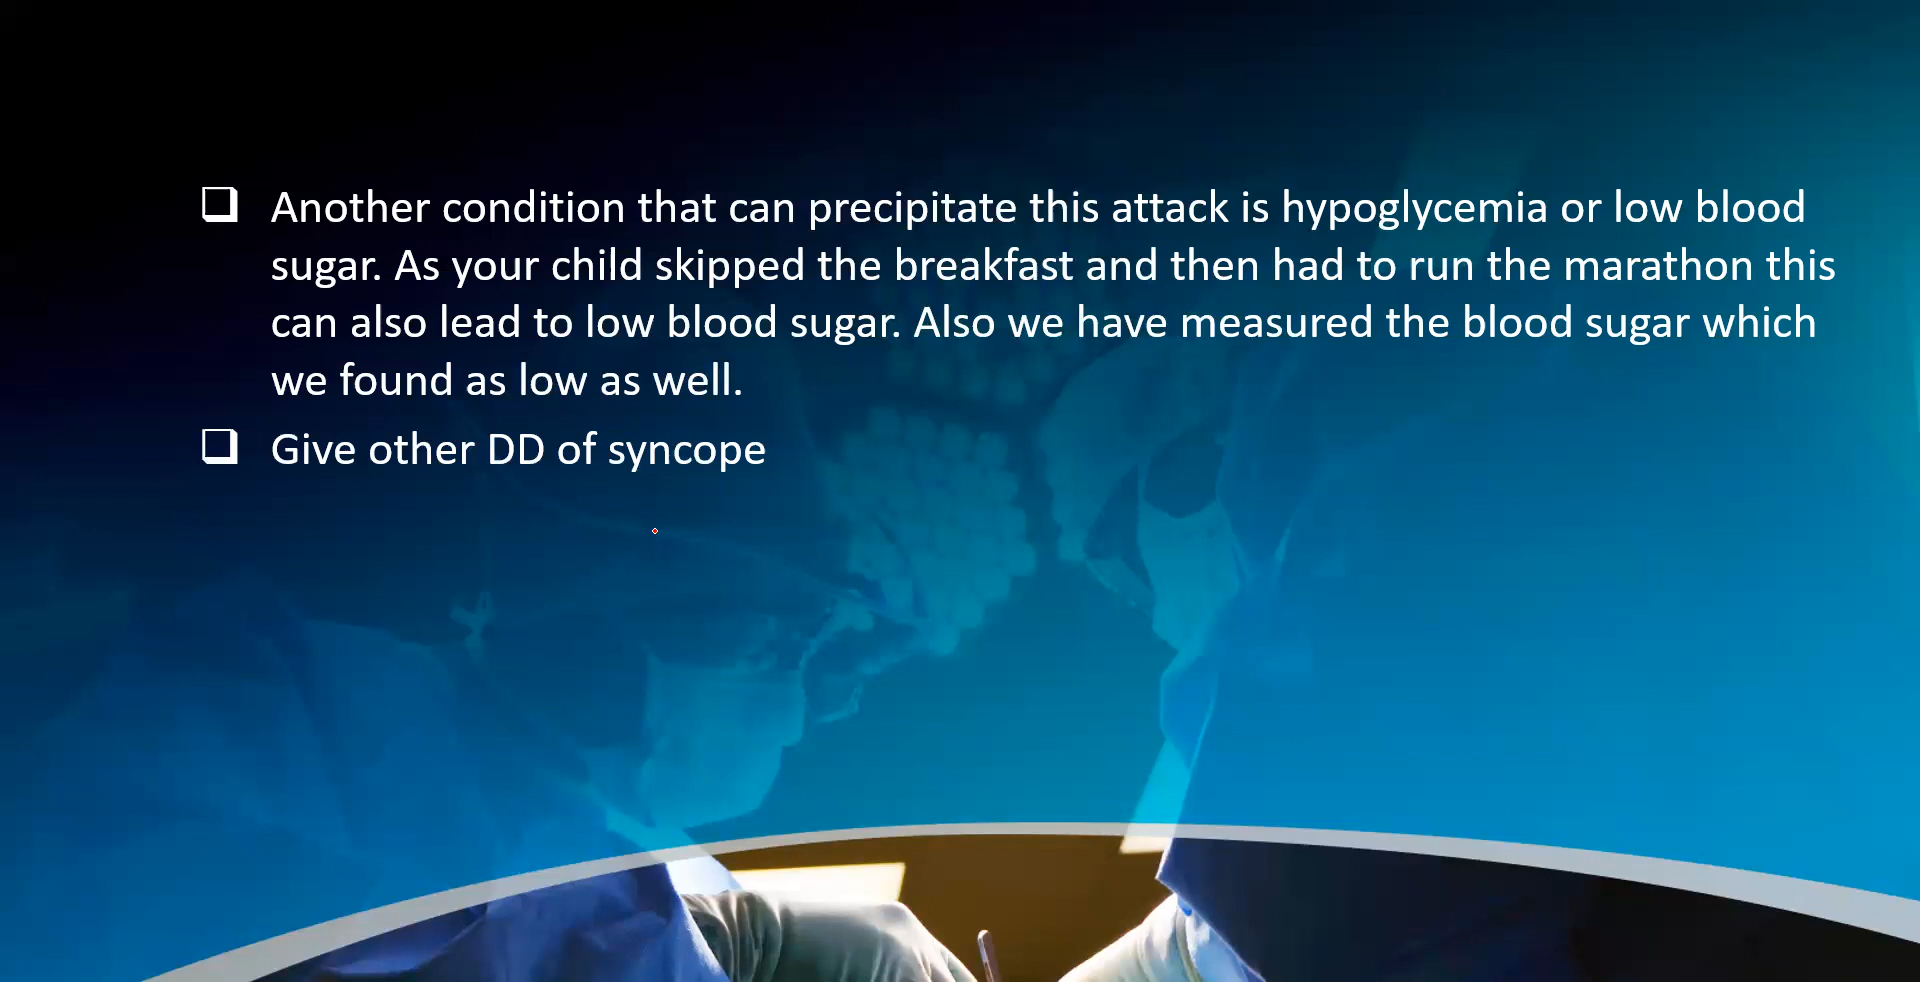 Another condition that can precipitate this attack is hypoglycemia or low blood
sugar. As your child skipped the breakfast and then had to run the marathon this
can also lead to low blood sugar. Also we have measured the blood sugar which
we found as low as well.
Give other DD of syncope